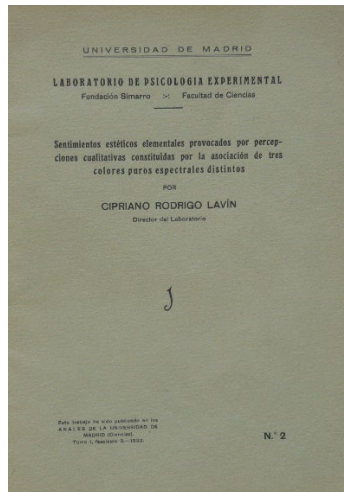 UNIVERSIDAD DE MADRID
LABORATORIO DE PSICOLOGIA EXPERIMENTAL
Fundación Simarro :-: Facultad de Ciencias
Sentimientos estéticos elementales provocados por percep-
ciones cualitativas constituidas por la asociación de tres
colores puros espectrales distintos
POR
CIPRIANO RODRIGO LAVÍN
Director del Laboratorio
Este trabajo ha sido publicado en los
ANALES DE LA UNIVERSIDAD DE
MADRID (Ciencias).
Tomo I, fascículo 3.—1932.
N.º 2